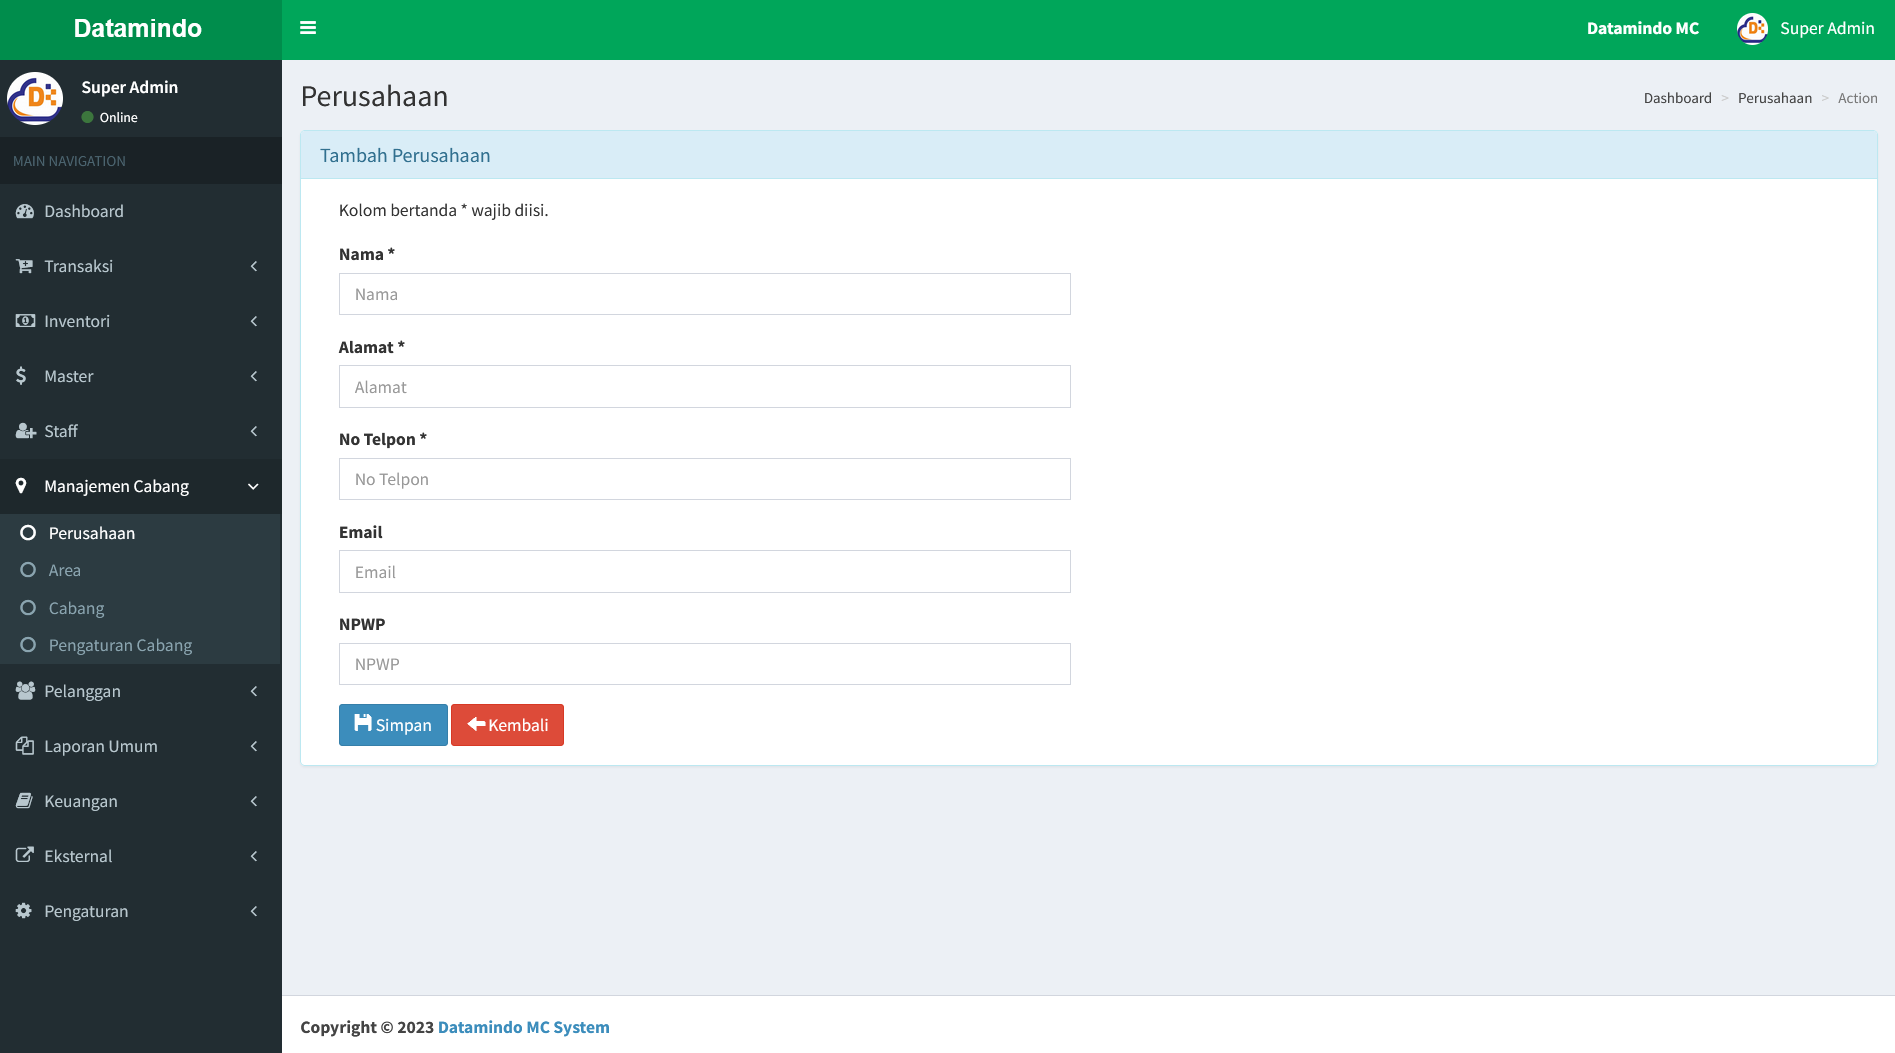 Datamindo
Datamindo MC
Super Admin
Super Admin
Online
MAIN NAVIGATION
Dashboard
Transaksi
Inventori
Master
Staff
Manajemen Cabang
Perusahaan
Area
Cabang
Pengaturan Cabang
Pelanggan
Laporan Umum
Keuangan
Eksternal
Pengaturan
Perusahaan
Dashboard > Perusahaan > Action
Tambah Perusahaan
Kolom bertanda * wajib diisi.
Nama *
Nama
Alamat *
Alamat
No Telpon *
No Telpon
Email
Email
NPWP
NPWP
Simpan Kembali
Copyright © 2023 Datamindo MC System